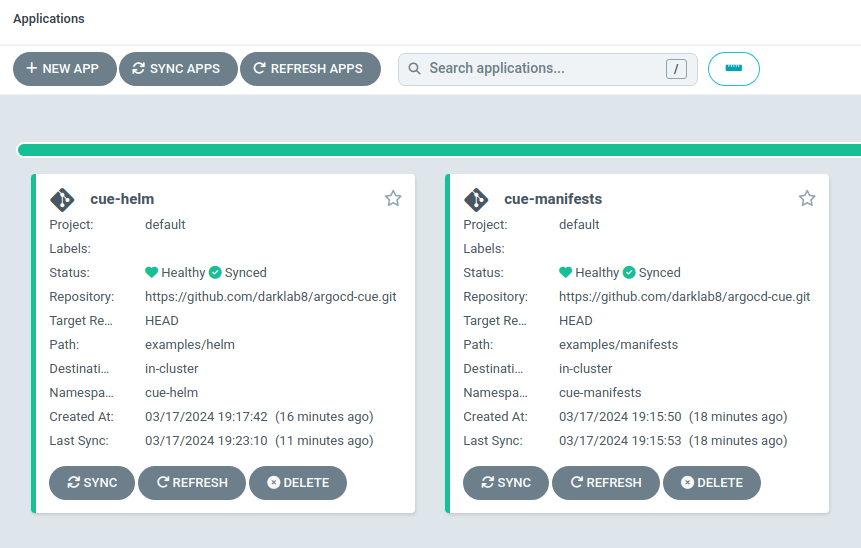 Applications
+ NEW APP SYNC APPS REFRESH APPS Search applications... /
cue-helm
Project: default
Labels:
Status: Healthy Synced
Repository: https://github.com/darklab8/argocd-cue.git
Target Re... HEAD
Path: examples/helm
Destinati... in-cluster
Namespa... cue-helm
Created At: 03/17/2024 19:17:42 (16 minutes ago)
Last Sync: 03/17/2024 19:23:10 (11 minutes ago)
SYNC REFRESH DELETE
cue-manifests
Project: default
Labels:
Status: Healthy Synced
Repository: https://github.com/darklab8/argocd-cue.git
Target Re... HEAD
Path: examples/manifests
Destinati... in-cluster
Namespa... cue-manifests
Created At: 03/17/2024 19:15:50 (18 minutes ago)
Last Sync: 03/17/2024 19:15:53 (18 minutes ago)
SYNC REFRESH DELETE